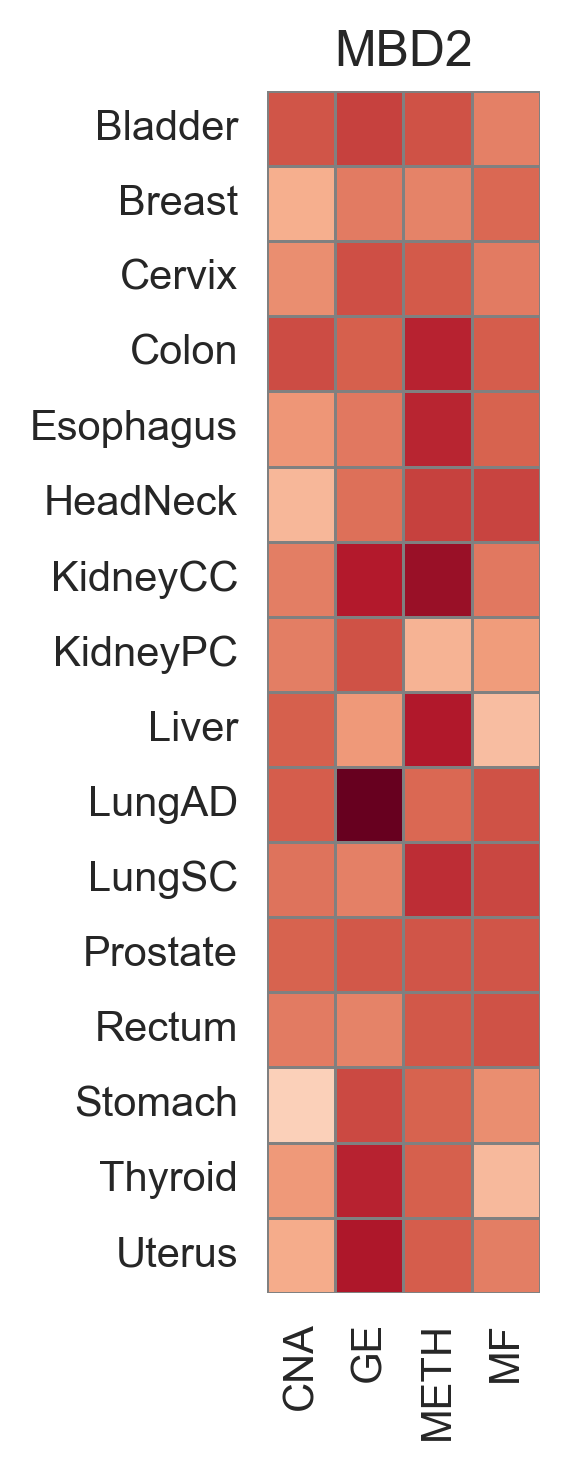 MBD2
Bladder
Breast
Cervix
Colon
Esophagus
HeadNeck
KidneyCC
KidneyPC
Liver
LungAD
LungSC
Prostate
Rectum
Stomach
Thyroid
Uterus
CNA
GE
METH
MF